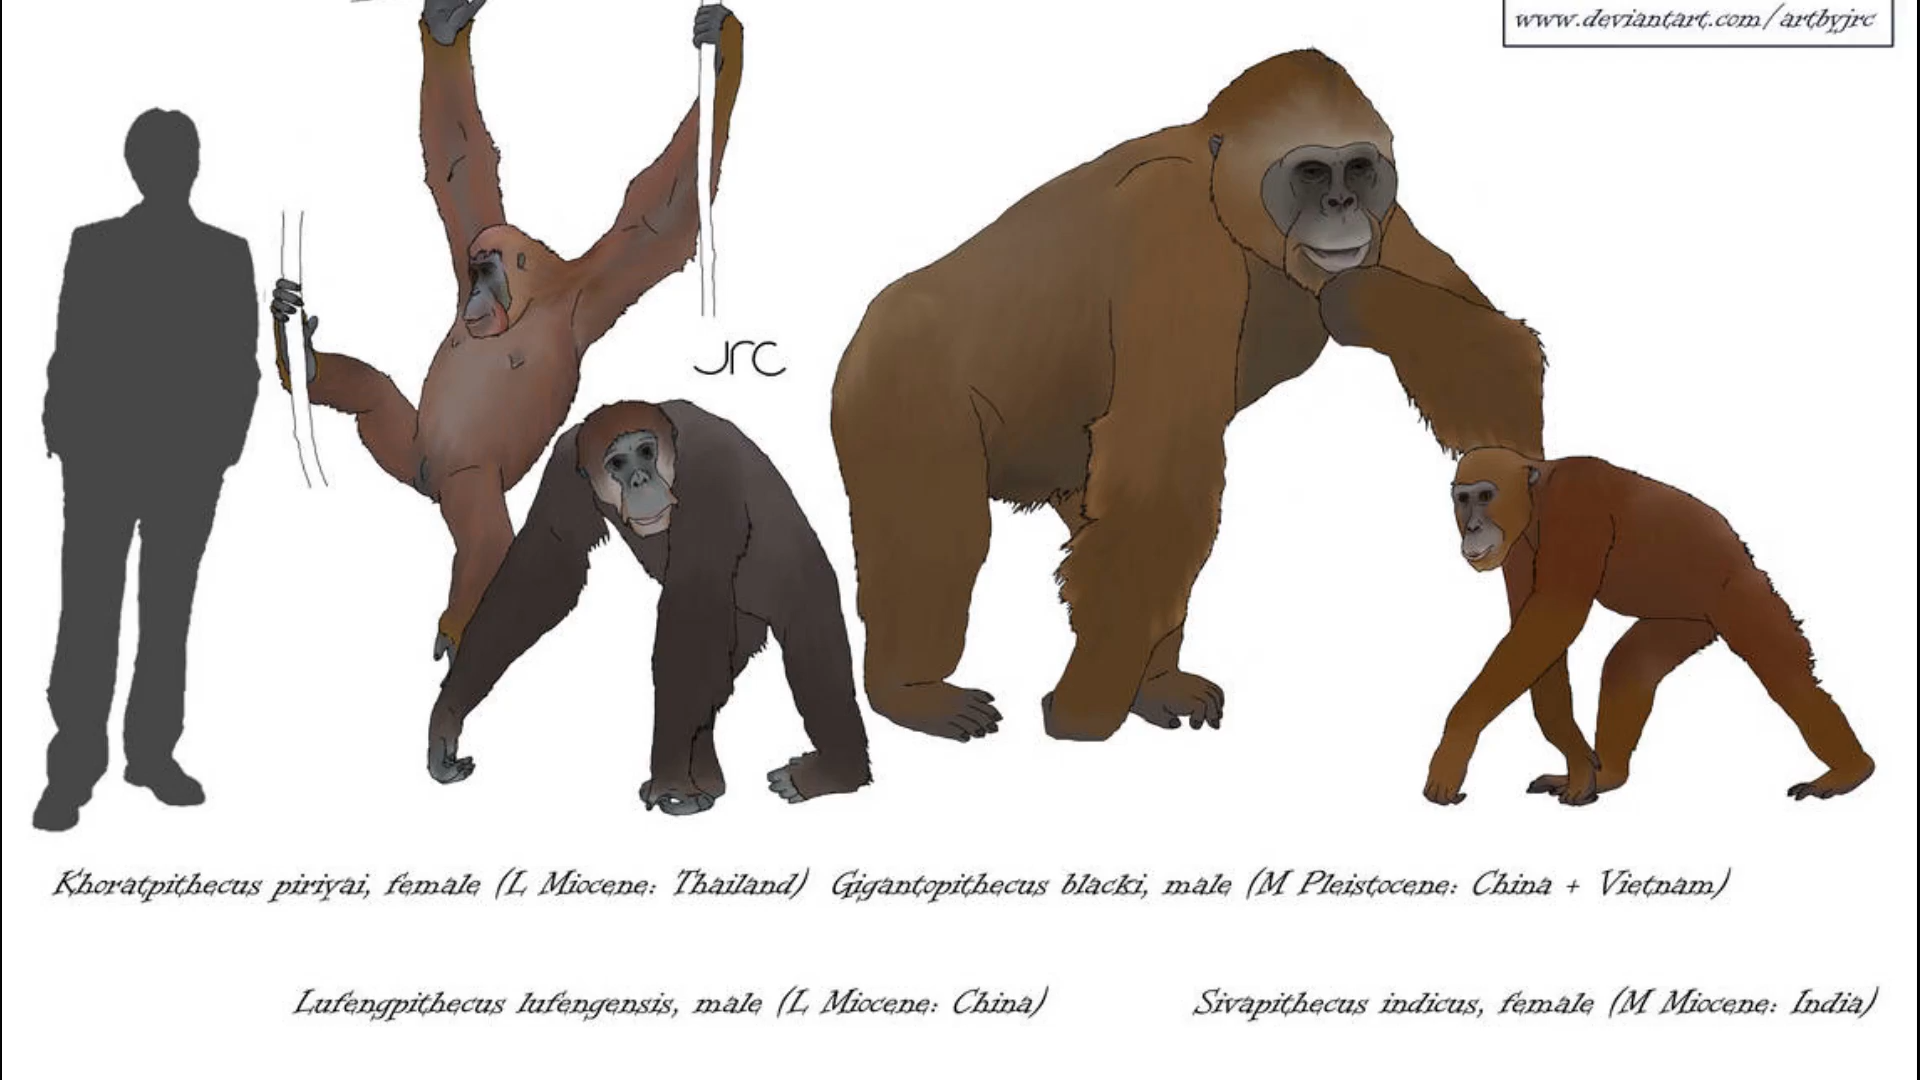 www.deviantart.com/artbyjrc
Jrc
Khoratpithecus piriyai, female (L Miocene: Thailand) Gigantopithecus blacki, male (M Pleistocene: China + Vietnam)
Lufengpithecus lufengensis, male (L Miocene: China) Sivapithecus indicus, female (M Miocene: India)